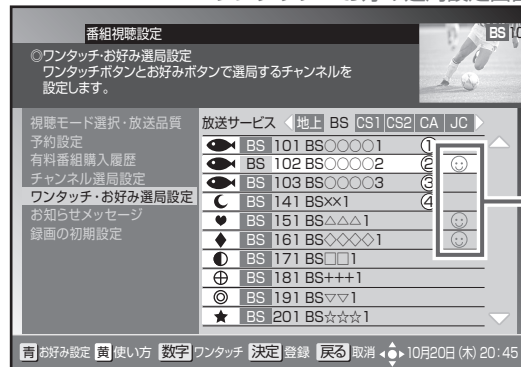 番組視聴設定
BS 10
◎ワンタッチ･お好み選局設定
ワンタッチボタンとお好みボタンで選局するチャンネルを
設定します。
視聴モード選択･放送品質
予約設定
有料番組購入履歴
チャンネル選局設定
ワンタッチ･お好み選局設定
お知らせメッセージ
録画の初期設定
放送サービス 地上 BS CS1 CS2 CA JC
BS 101 BS○○○○1 ①
BS 102 BS○○○○2 ②
BS 103 BS○○○○3 ③
BS 141 BS××1 ④
BS 151 BS△△△1
BS 161 BS◇◇◇◇1
BS 171 BS□□1
BS 181 BS+++1
BS 191 BS▽▽1
BS 201 BS☆☆☆1
青 お好み設定 黄 使い方 数字 ワンタッチ 決定 登録 戻る 取消 10月20日(木) 20:45